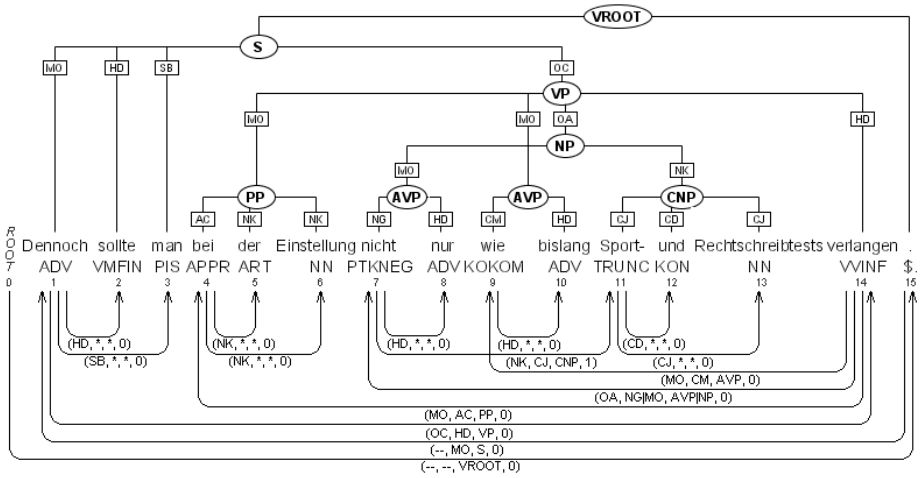 VROOT
S
MO HD SB OC
VP
MO MO OA HD
NP
MO NK
PP AVP AVP CNP
AC NK NK NG HD CM HD CJ CD CJ
ROOT Dennoch sollte man bei der Einstellung nicht nur wie bislang Sport- und Rechtschreibtests verlangen .
ADV VMFIN PIS APPR ART NN PTKNEG ADV KOKOM ADV TRUNC KON NN VVINF $.
0 1 2 3 4 5 6 7 8 9 10 11 12 13 14 15
(HD, *, *, 0) (NK, *, *, 0) (HD, *, *, 0) (HD, *, *, 0) (CD, *, *, 0)
(SB, *, *, 0) (NK, *, *, 0) (NK, CJ, CNP, 1) (CJ, *, *, 0)
(MO, CM, AVP, 0)
(OA, NG|MO, AVP|NP, 0)
(MO, AC, PP, 0)
(OC, HD, VP, 0)
(--, MO, S, 0)
(--, --, VROOT, 0)